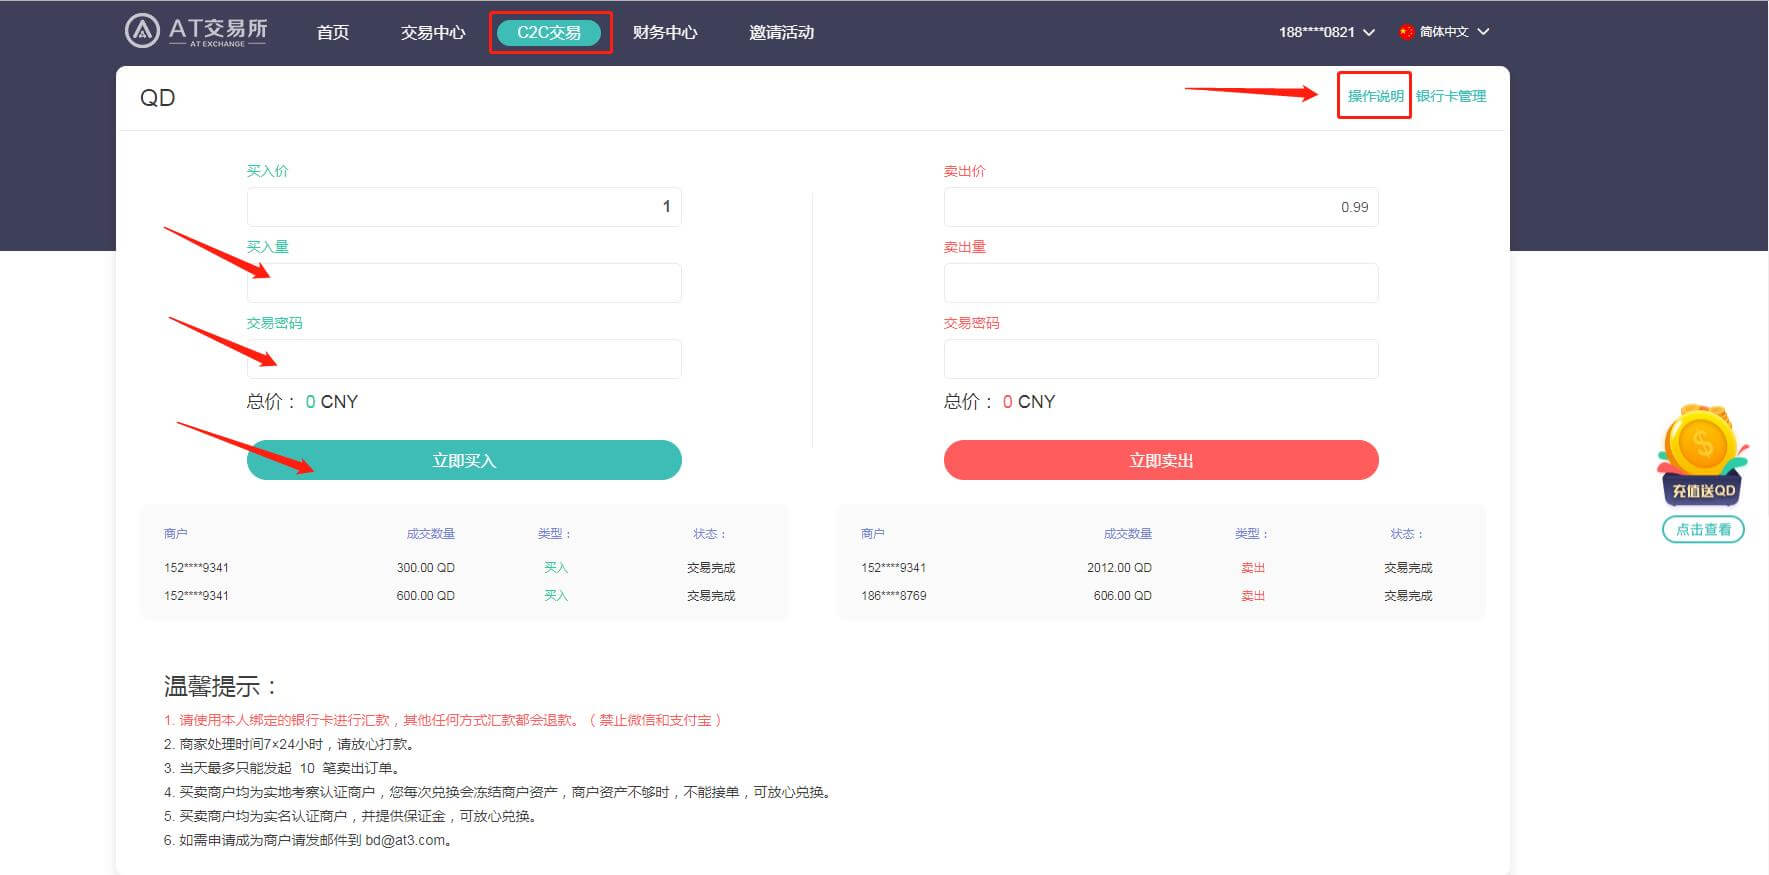 AT交易所
AT EXCHANGE
首页 交易中心 C2C交易 财务中心 邀请活动 188****0821 简体中文
QD 操作说明 银行卡管理
买入价 卖出价
1 0.99
买入量 卖出量
交易密码 交易密码
总价： 0 CNY 总价： 0 CNY
立即买入 立即卖出
充值送QD
点击查看
商户 成交数量 类型： 状态： 商户 成交数量 类型： 状态：
152****9341 300.00 QD 买入 交易完成 152****9341 2012.00 QD 卖出 交易完成
152****9341 600.00 QD 买入 交易完成 186****8769 606.00 QD 卖出 交易完成
温馨提示：
1. 请使用本人绑定的银行卡进行汇款，其他任何方式汇款都会退款。（禁止微信和支付宝）
2. 商家处理时间7×24小时，请放心打款。
3. 当天最多只能发起 10 笔卖出订单。
4. 买卖商户均为实地考察认证商户，您每次兑换会冻结商户资产，商户资产不够时，不能接单，可放心兑换。
5. 买卖商户均为实名认证商户，并提供保证金，可放心兑换。
6. 如需申请成为商户请发邮件到 bd@at3.com。